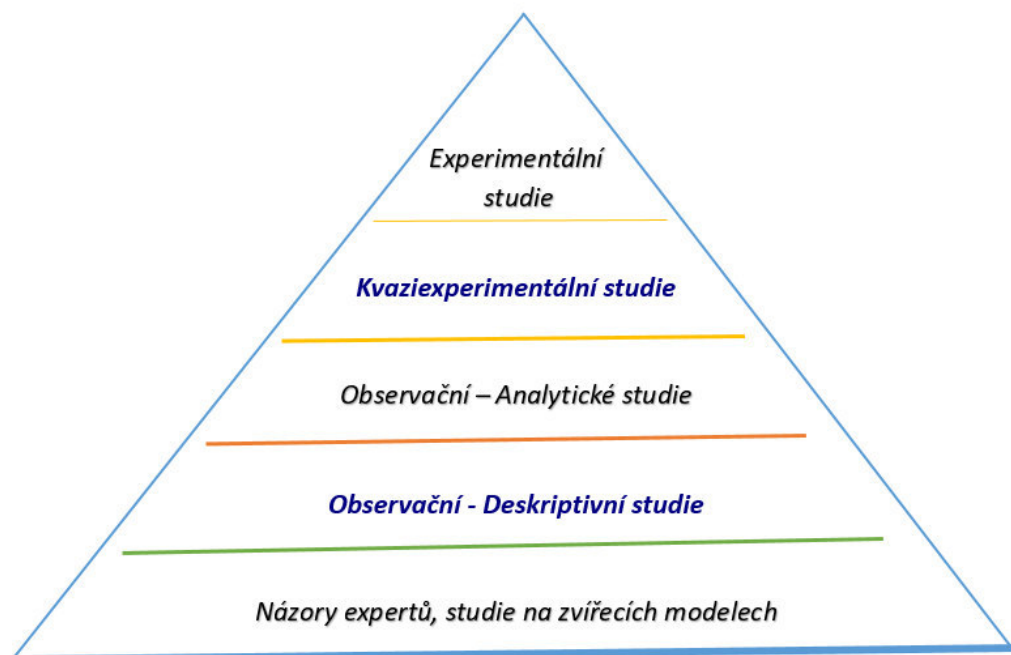 Experimentální
studie
Kvaziexperimentální studie
Observační – Analytické studie
Observační - Deskriptivní studie
Názory expertů, studie na zvířecích modelech